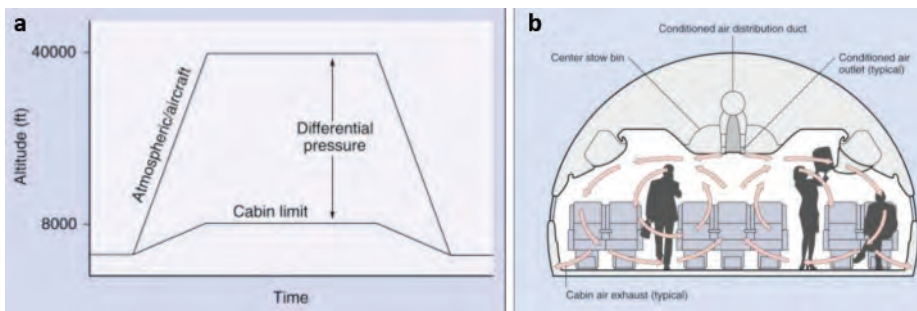 a
40000
8000
Altitude (ft)
Atmospheric/aircraft
Differential
pressure
Cabin limit
Time
b
Conditioned air distribution duct
Center stow bin
Conditioned air
outlet (typical)
Cabin air exhaust (typical)